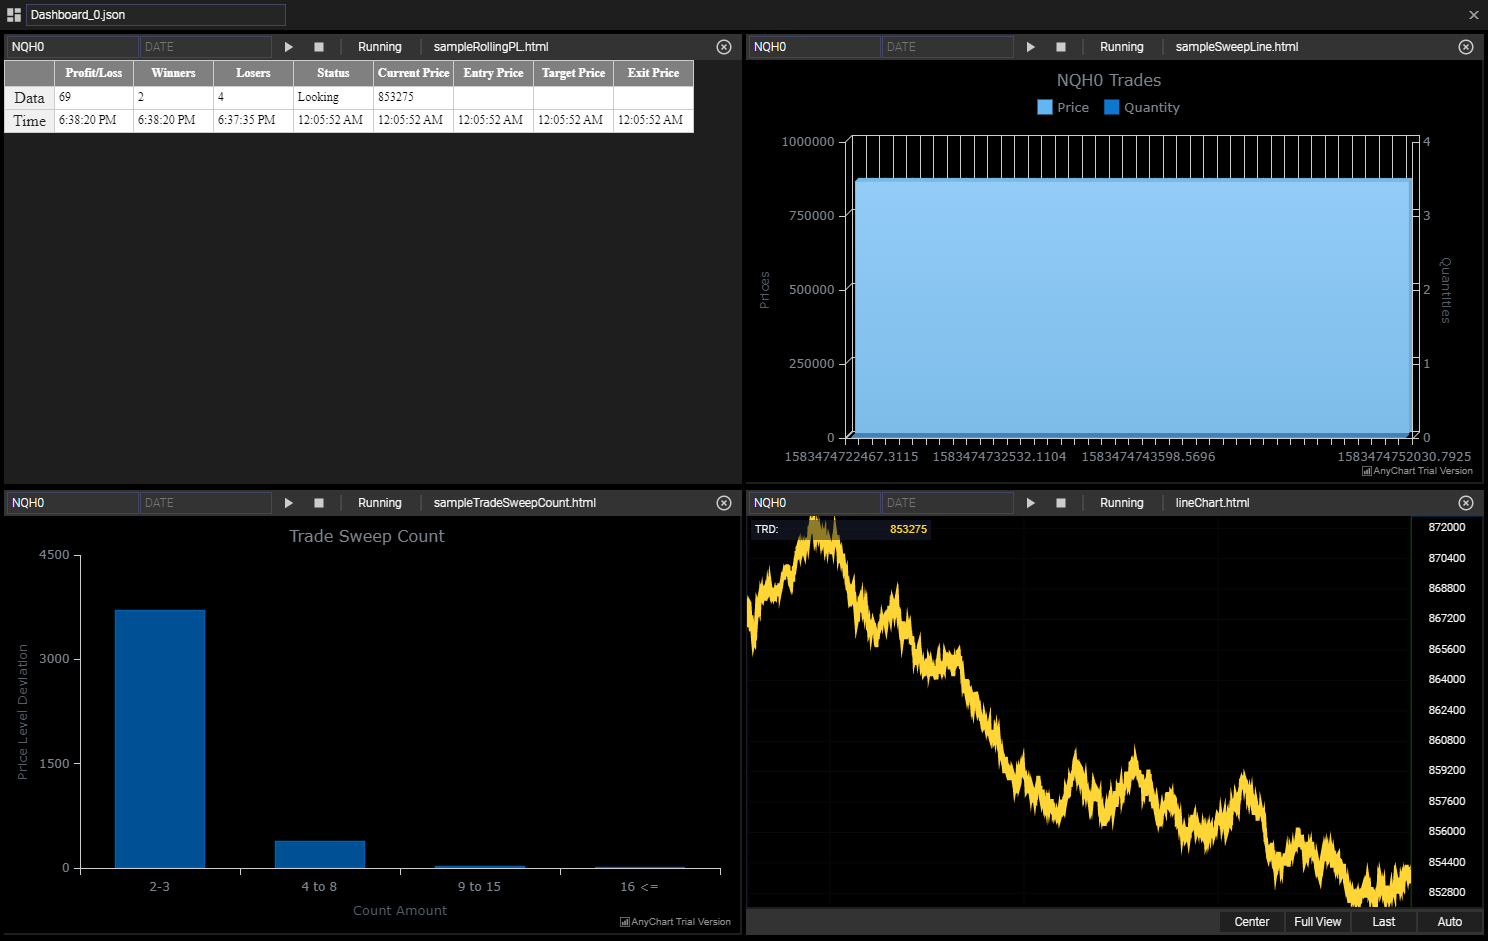 Dashboard_0.json
NQH0 DATE Running sampleRollingPL.html
Profit/Loss Winners Losers Status Current Price Entry Price Target Price Exit Price
Data 69 2 4 Looking 853275
Time 6:38:20 PM 6:38:20 PM 6:37:35 PM 12:05:52 AM 12:05:52 AM 12:05:52 AM 12:05:52 AM 12:05:52 AM
NQH0 DATE Running sampleSweepLine.html
NQH0 Trades
Price Quantity
1000000 4
750000 3
500000 2
250000 1
0 0
Prices
Quantities
1583474722467.3115 1583474732532.1104 1583474743598.5696 1583474752030.7925
AnyChart Trial Version
NQH0 DATE Running sampleTradeSweepCount.html
Trade Sweep Count
4500
3000
1500
0
Price Level Deviation
2-3 4 to 8 9 to 15 16 <=
Count Amount
AnyChart Trial Version
NQH0 DATE Running lineChart.html
TRD: 853275
872000
870400
868800
867200
865600
864000
862400
860800
859200
857600
856000
854400
852800
Center Full View Last Auto